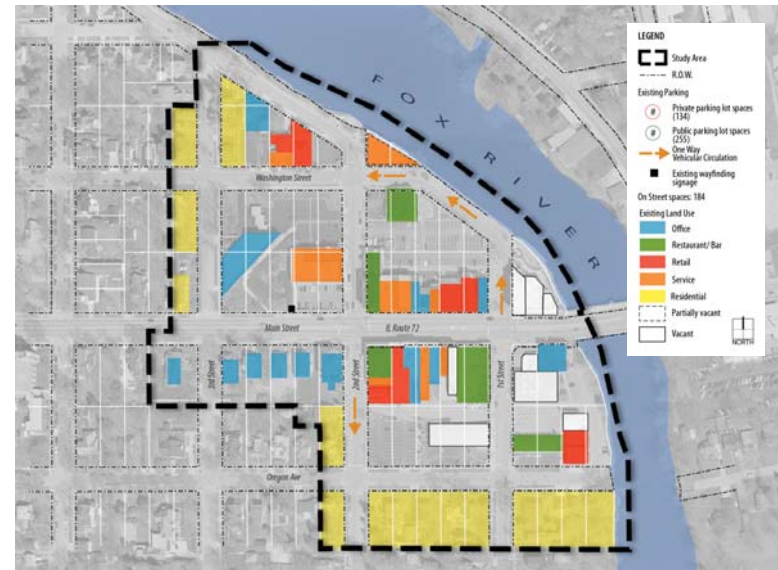 FOX RIVER
LEGEND
Study Area
R.O.W.
Existing Parking
# Private parking lot spaces
(134)
# Public parking lot spaces
(255)
One Way
Vehicular Circulation
Existing wayfinding
signage
On Street spaces: 184
Existing Land Use
Office
Restaurant/ Bar
Retail
Service
Residential
Partially vacant
Vacant
NORTH
Washington Street
Main Street
IL Route 72
3rd Street
2nd Street
1st Street
Oregon Ave